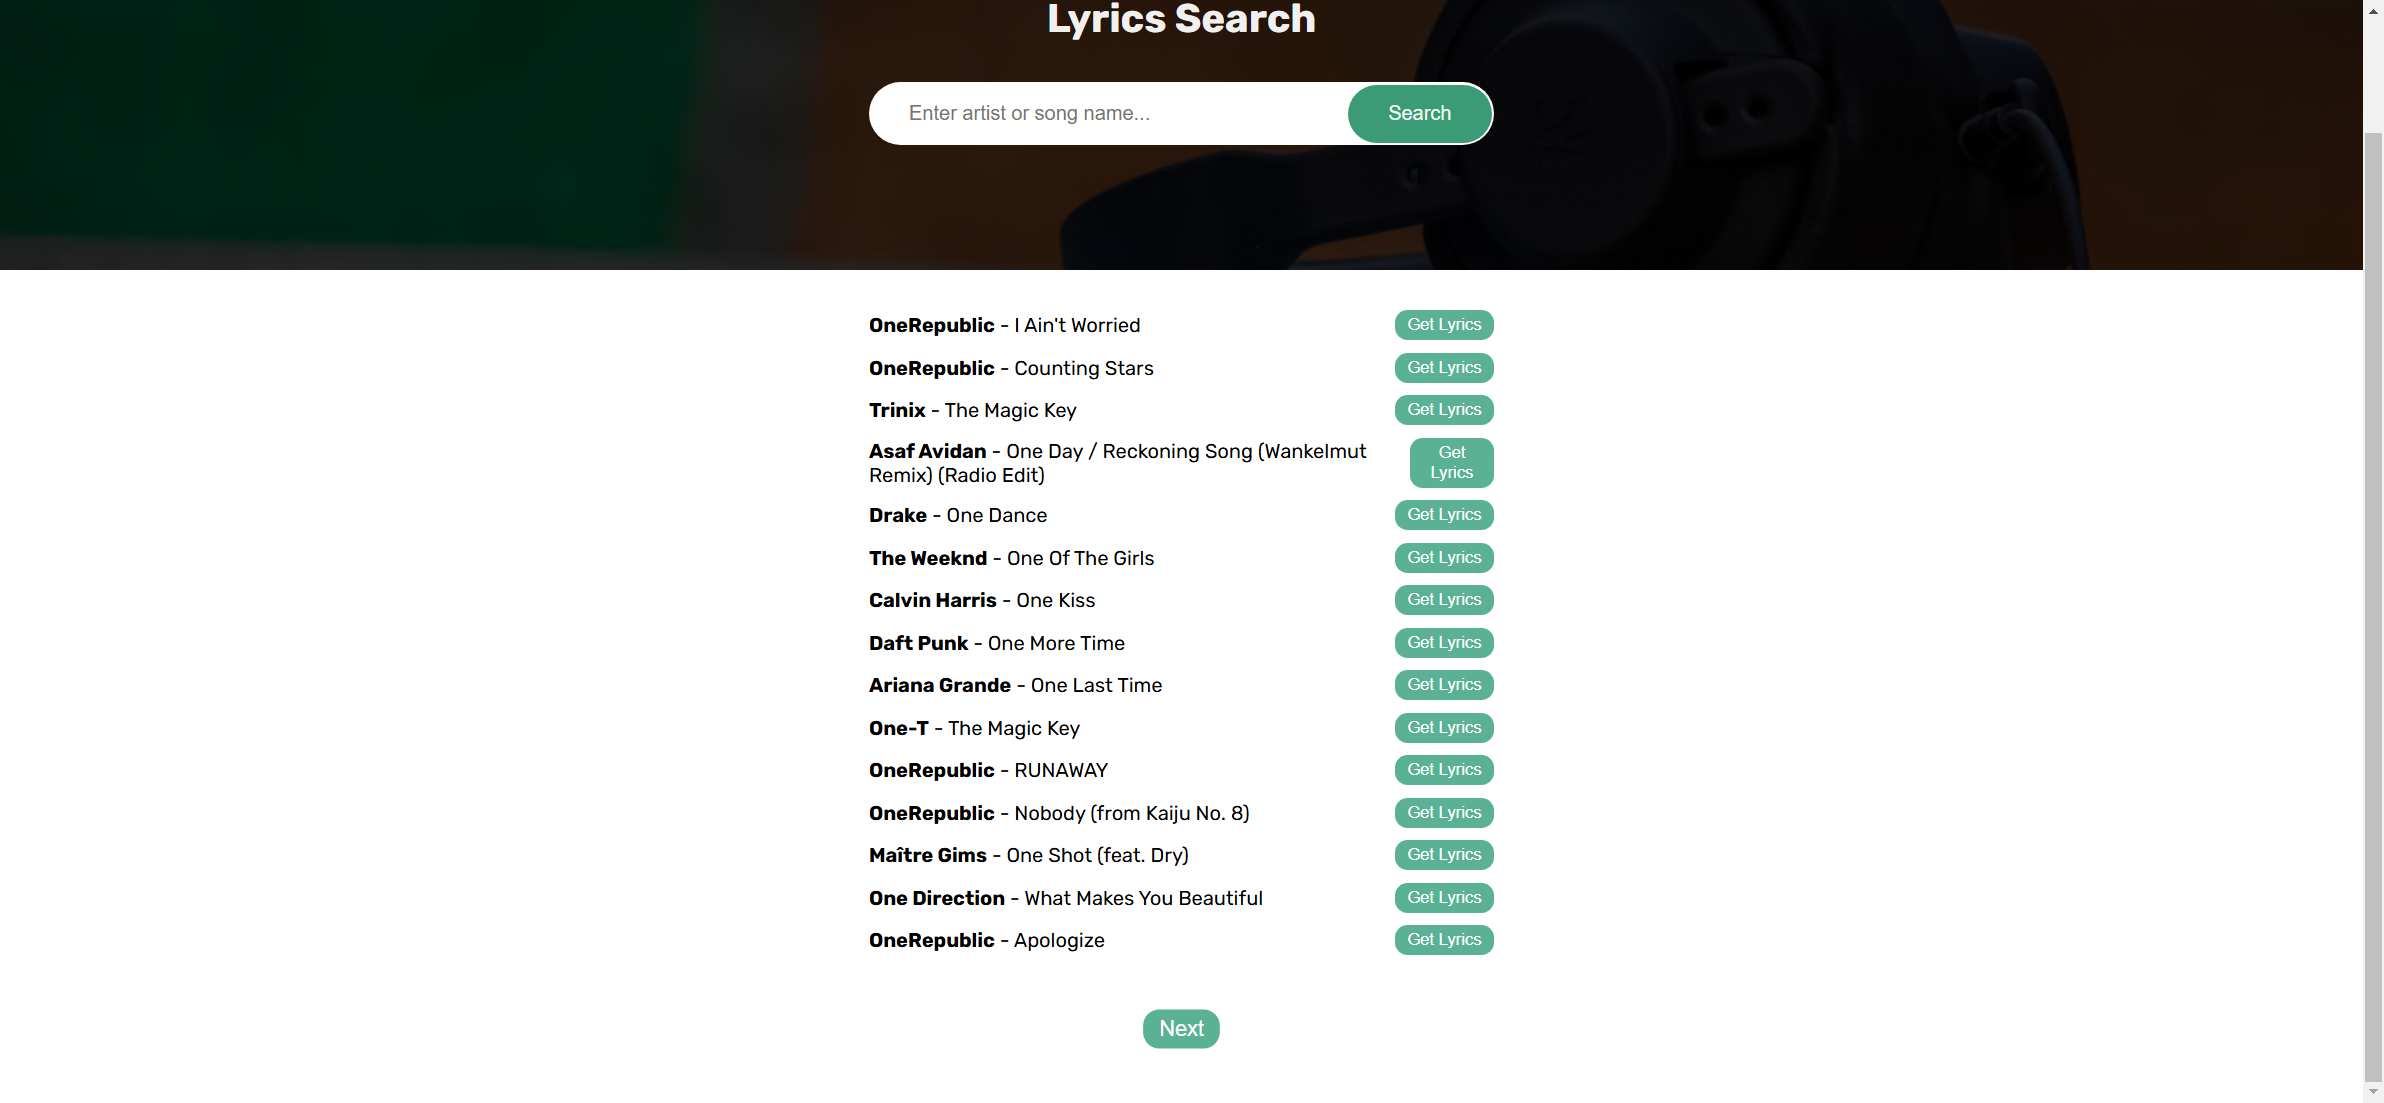 Lyrics Search
Enter artist or song name...
Search
OneRepublic - I Ain't Worried
Get Lyrics
OneRepublic - Counting Stars
Get Lyrics
Trinix - The Magic Key
Get Lyrics
Asaf Avidan - One Day / Reckoning Song (Wankelmut
Remix) (Radio Edit)
Get
Lyrics
Drake - One Dance
Get Lyrics
The Weeknd - One Of The Girls
Get Lyrics
Calvin Harris - One Kiss
Get Lyrics
Daft Punk - One More Time
Get Lyrics
Ariana Grande - One Last Time
Get Lyrics
One-T - The Magic Key
Get Lyrics
OneRepublic - RUNAWAY
Get Lyrics
OneRepublic - Nobody (from Kaiju No. 8)
Get Lyrics
Maître Gims - One Shot (feat. Dry)
Get Lyrics
One Direction - What Makes You Beautiful
Get Lyrics
OneRepublic - Apologize
Get Lyrics
Next